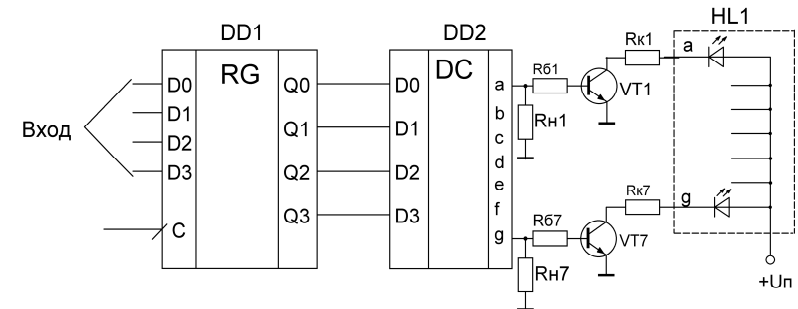 DD1
DD2
HL1
RG
DC
Вход
D0
D1
D2
D3
C
Q0
Q1
Q2
Q3
D0
D1
D2
D3
a
b
c
d
e
f
g
Rб1
Rн1
VT1
Rк1
a
Rб7
Rн7
VT7
Rк7
g
+Uп